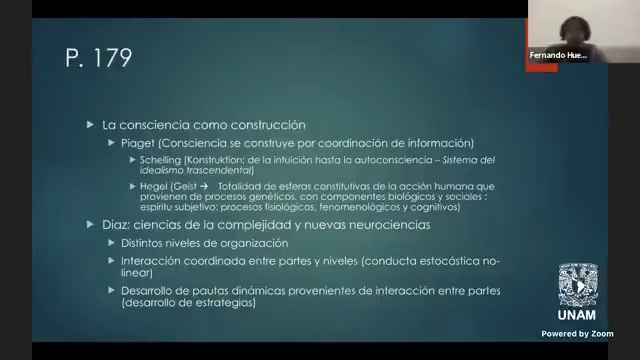 P. 179
Fernando Hue...
La consciencia como construcción
Piaget (Consciencia se construye por coordinación de información)
Schelling (Konstruktion: de la intuición hasta la autoconsciencia – Sistema del
idealismo trascendental)
Hegel (Geist → Totalidad de esferas constitutivas de la acción humana que
provienen de procesos genéticos, con componentes biológicos y sociales :
espíritu subjetivo: procesos fisiológicos, fenomenológicos y cognitivos)
Díaz: ciencias de la complejidad y nuevas neurociencias
Distintos niveles de organización
Interacción coordinada entre partes y niveles (conducta estocástica no-
linear)
Desarrollo de pautas dinámicas provenientes de interacción entre partes
(desarrollo de estrategias)
UNAM
Powered by Zoom